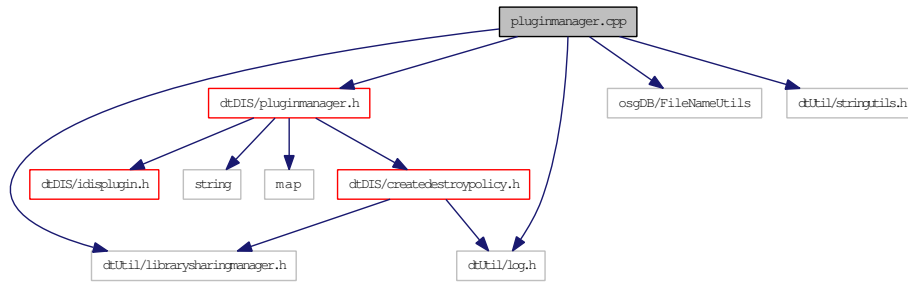 pluginmanager.cpp
dtDIS/pluginmanager.h
osgDB/FileNameUtils
dtUtil/stringutils.h
dtDIS/idisplugin.h
string
map
dtDIS/createdestroypolicy.h
dtUtil/librarysharingmanager.h
dtUtil/log.h